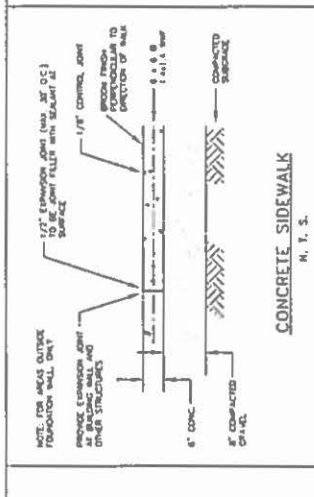 NOTE: FOR AREAS OUTSIDE
FOUNDATION WALL ONLY
PROVIDE EXPANSION JOINT
AT BUILDING WALL AND
OTHER STRUCTURES
1/2" EXPANSION JOINT (MAX 20' O C)
TO BE JOINT FILLER WITH SEALANT AT
SURFACE
1/8" CONTROL JOINT
BROOM FINISH
PERPENDICULAR TO
DIRECTION OF WALK
6 x 6
COMPACTED
SUBGRADE
6" CONC.
8" COMPACTED
GRAVEL
CONCRETE SIDEWALK
N. T. S.